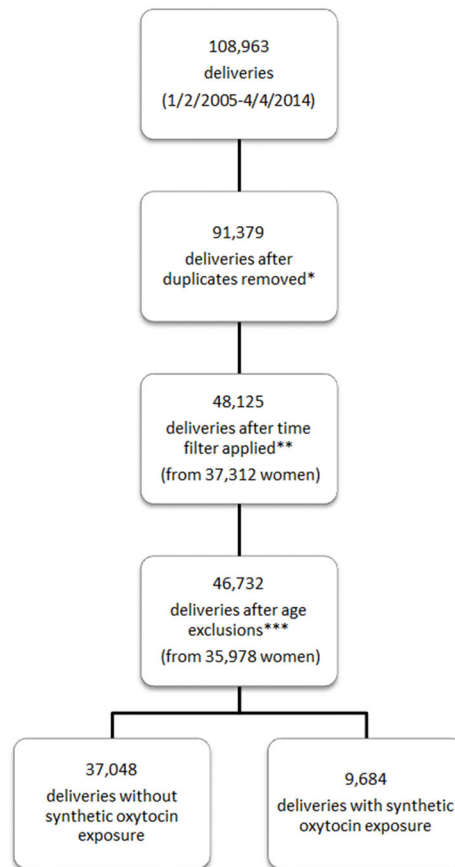 108,963
deliveries
(1/2/2005-4/4/2014)
91,379
deliveries after
duplicates removed*
48,125
deliveries after time
filter applied**
(from 37,312 women)
46,732
deliveries after age
exclusions***
(from 35,978 women)
37,048
deliveries without
synthetic oxytocin
exposure
9,684
deliveries with synthetic
oxytocin exposure